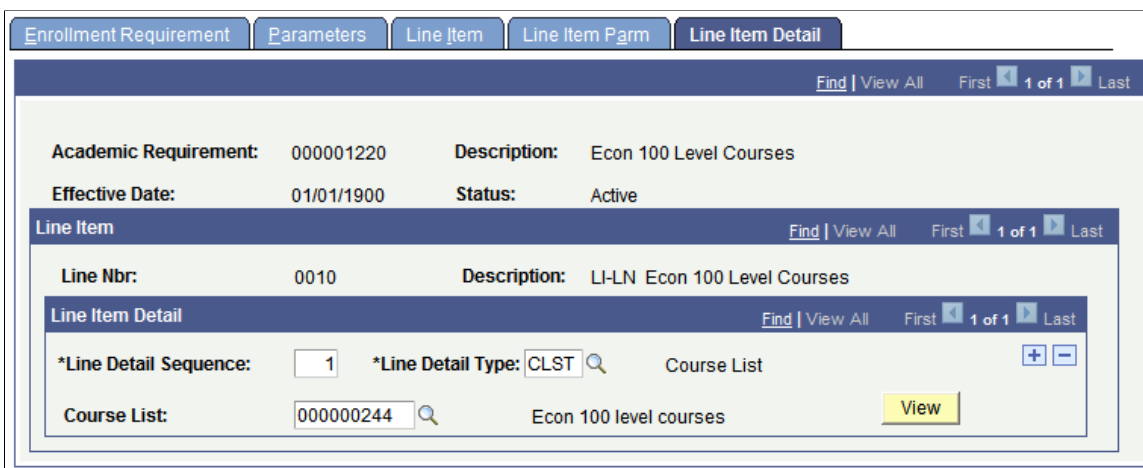 Enrollment Requirement Parameters Line Item Line Item Parm Line Item Detail
Find | View All First 1 of 1 Last
Academic Requirement: 000001220 Description: Econ 100 Level Courses
Effective Date: 01/01/1900 Status: Active
Line Item Find | View All First 1 of 1 Last
Line Nbr: 0010 Description: LI-LN Econ 100 Level Courses
Line Item Detail Find | View All First 1 of 1 Last
*Line Detail Sequence: 1 *Line Detail Type: CLST Course List
Course List: 000000244 Econ 100 level courses View